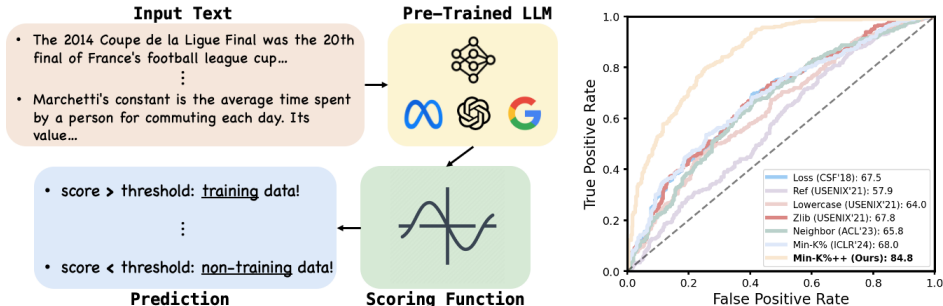 Input Text
• The 2014 Coupe de la Ligue Final was the 20th
final of France's football league cup...
⋮
• Marchetti's constant is the average time spent
by a person for commuting each day. Its
value...
Pre-Trained LLM
• score > threshold: training data!
⋮
• score < threshold: non-training data!
Prediction
Scoring Function
True Positive Rate
1.0
0.8
0.6
0.4
0.2
0.0
Loss (CSF'18): 67.5
Ref (USENIX'21): 57.9
Lowercase (USENIX'21): 64.0
Zlib (USENIX'21): 67.8
Neighbor (ACL'23): 65.8
Min-K% (ICLR'24): 68.0
Min-K%++ (Ours): 84.8
0.0 0.2 0.4 0.6 0.8 1.0
False Positive Rate